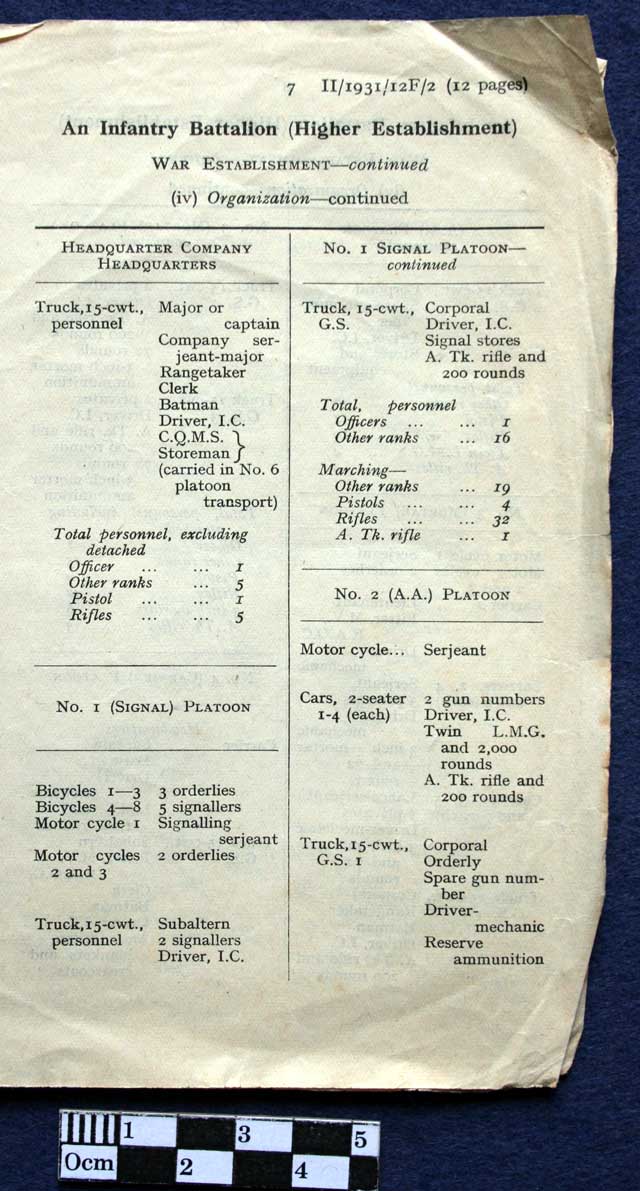 7 II/1931/12F/2 (12 pages)
An Infantry Battalion (Higher Establishment)
WAR ESTABLISHMENT—continued
(iv) Organization—continued
HEADQUARTER COMPANY
HEADQUARTERS
Truck, 15-cwt., Major or
personnel captain
Company ser-
jeant-major
Rangetaker
Clerk
Batman
Driver, I.C.
C.Q.M.S. }
Storeman }
(carried in No. 6
platoon
transport)
Total personnel, excluding
detached
Officer ... ... 1
Other ranks ... 5
Pistol ... ... 1
Rifles ... ... 5
No. 1 (SIGNAL) PLATOON
Bicycles 1—3 3 orderlies
Bicycles 4—8 5 signallers
Motor cycle 1 Signalling
serjeant
Motor cycles 2 orderlies
2 and 3
Truck, 15-cwt., Subaltern
personnel 2 signallers
Driver, I.C.
No. 1 SIGNAL PLATOON—
continued
Truck, 15-cwt., Corporal
G.S. Driver, I.C.
Signal stores
A. Tk. rifle and
200 rounds
Total, personnel
Officers ... ... 1
Other ranks ... 16
Marching—
Other ranks ... 19
Pistols ... ... 4
Rifles ... ... 32
A. Tk. rifle ... 1
No. 2 (A.A.) PLATOON
Motor cycle... Serjeant
Cars, 2-seater 2 gun numbers
1-4 (each) Driver, I.C.
Twin L.M.G.
and 2,000
rounds
A. Tk. rifle and
200 rounds
Truck, 15-cwt., Corporal
G.S. 1 Orderly
Spare gun num-
ber
Driver-
mechanic
Reserve
ammunition
1 3 5
0cm 2 4